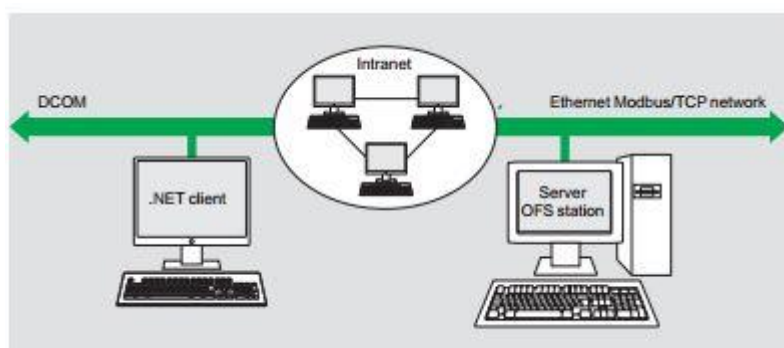 Intranet
DCOM
Ethernet Modbus/TCP network
.NET client
Server
OFS station